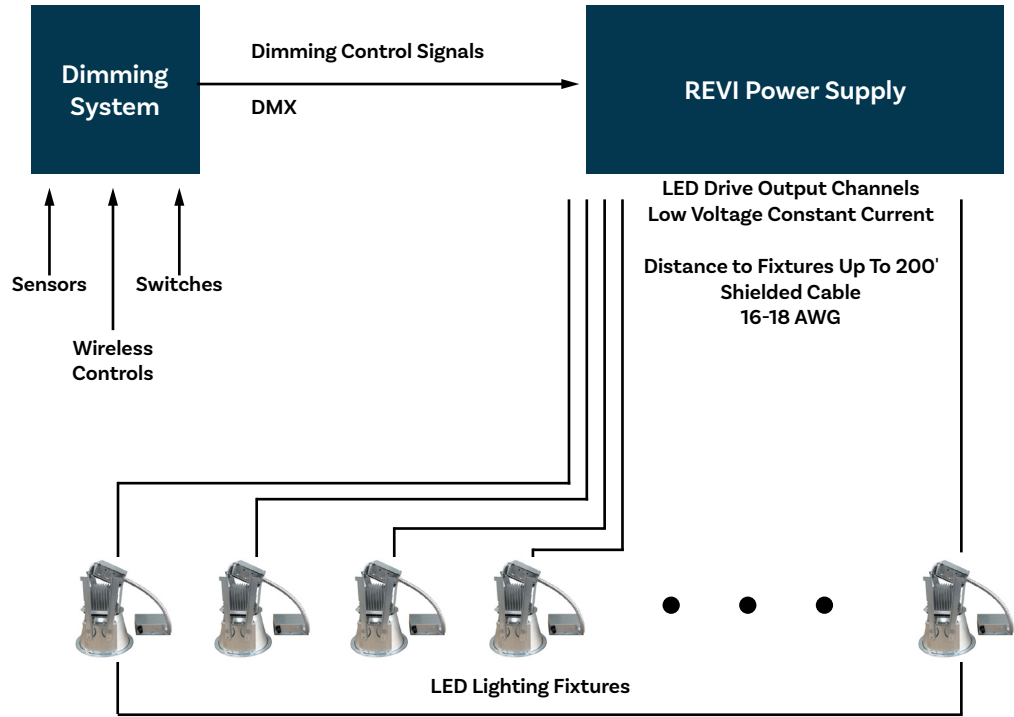 Dimming
System
Dimming Control Signals
DMX
REVI Power Supply
LED Drive Output Channels
Low Voltage Constant Current
Distance to Fixtures Up To 200'
Shielded Cable
16-18 AWG
Sensors
Switches
Wireless
Controls
LED Lighting Fixtures